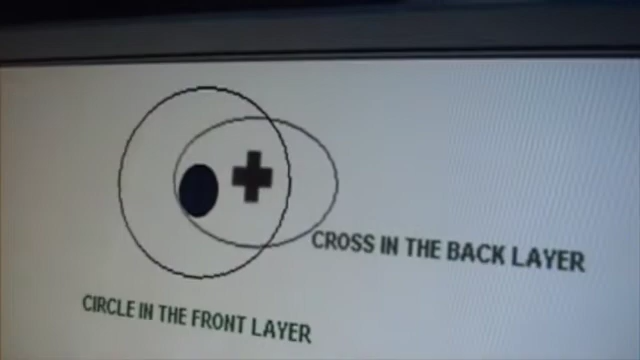 CROSS IN THE BACK LAYER
CIRCLE IN THE FRONT LAYER